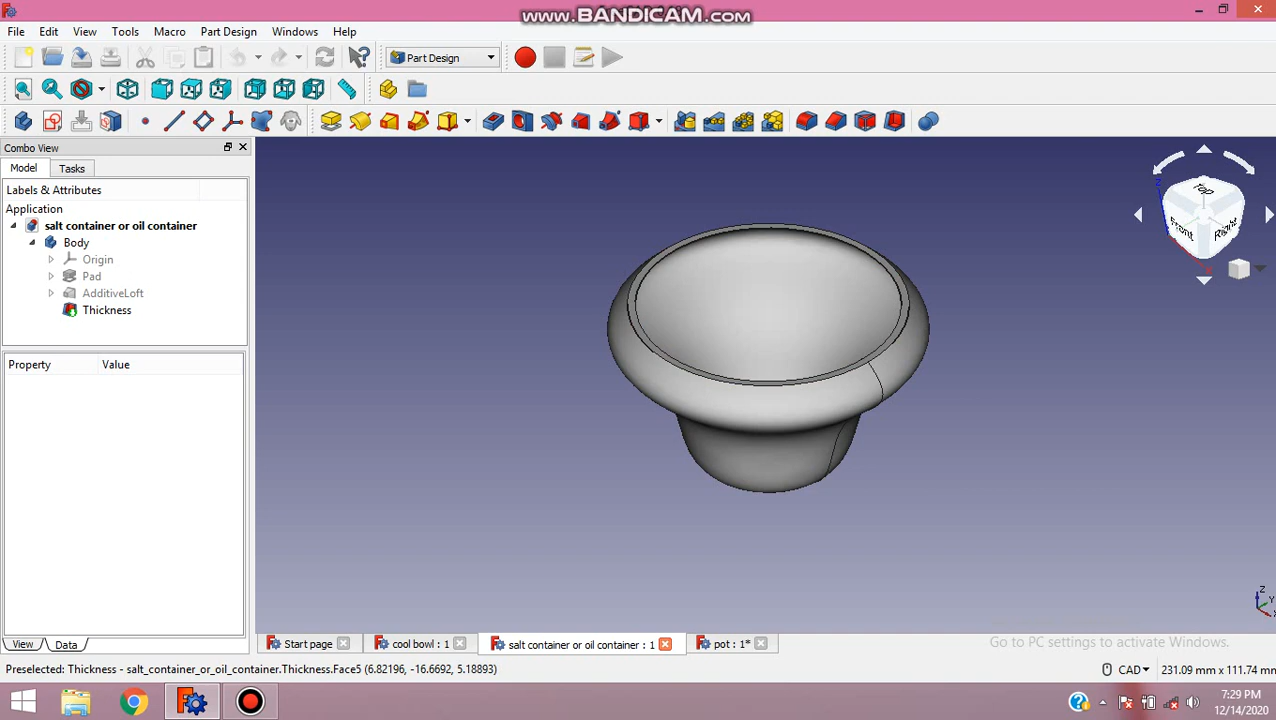 www.BANDICAM.com
File Edit View Tools Macro Part Design Windows Help
Part Design
Combo View
Model Tasks
Labels & Attributes
Application
salt container or oil container
Body
Origin
Pad
AdditiveLoft
Thickness
Property Value
TOP
Front
Right
Z
X
Z
Y
View Data
Start page
cool bowl : 1
salt container or oil container : 1
pot : 1*
Go to PC settings to activate Windows.
Preselected: Thickness - salt_container_or_oil_container.Thickness.Face5 (6.82196, -16.6692, 5.18893)
CAD
231.09 mm x 111.74 mm
7:29 PM
12/14/2020